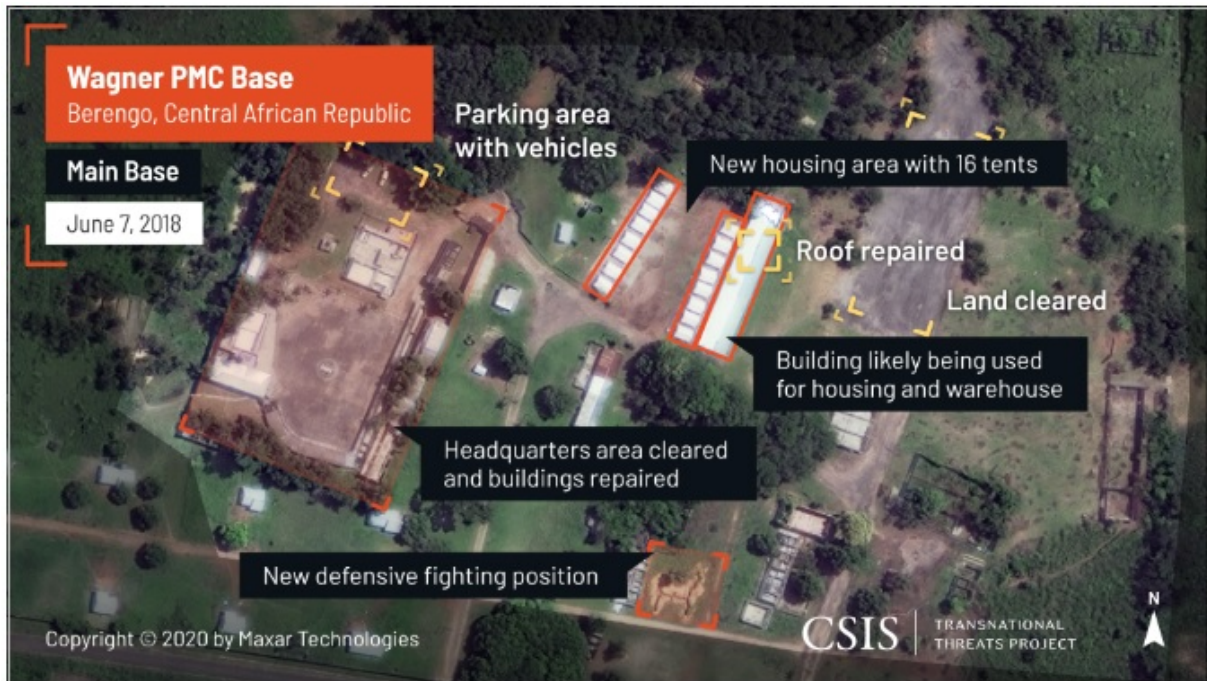 Wagner PMC Base
Berengo, Central African Republic
Main Base
June 7, 2018
Parking area
with vehicles
New housing area with 16 tents
Roof repaired
Land cleared
Building likely being used
for housing and warehouse
Headquarters area cleared
and buildings repaired
New defensive fighting position
Copyright © 2020 by Maxar Technologies
CSIS
TRANSNATIONAL
THREATS PROJECT
N